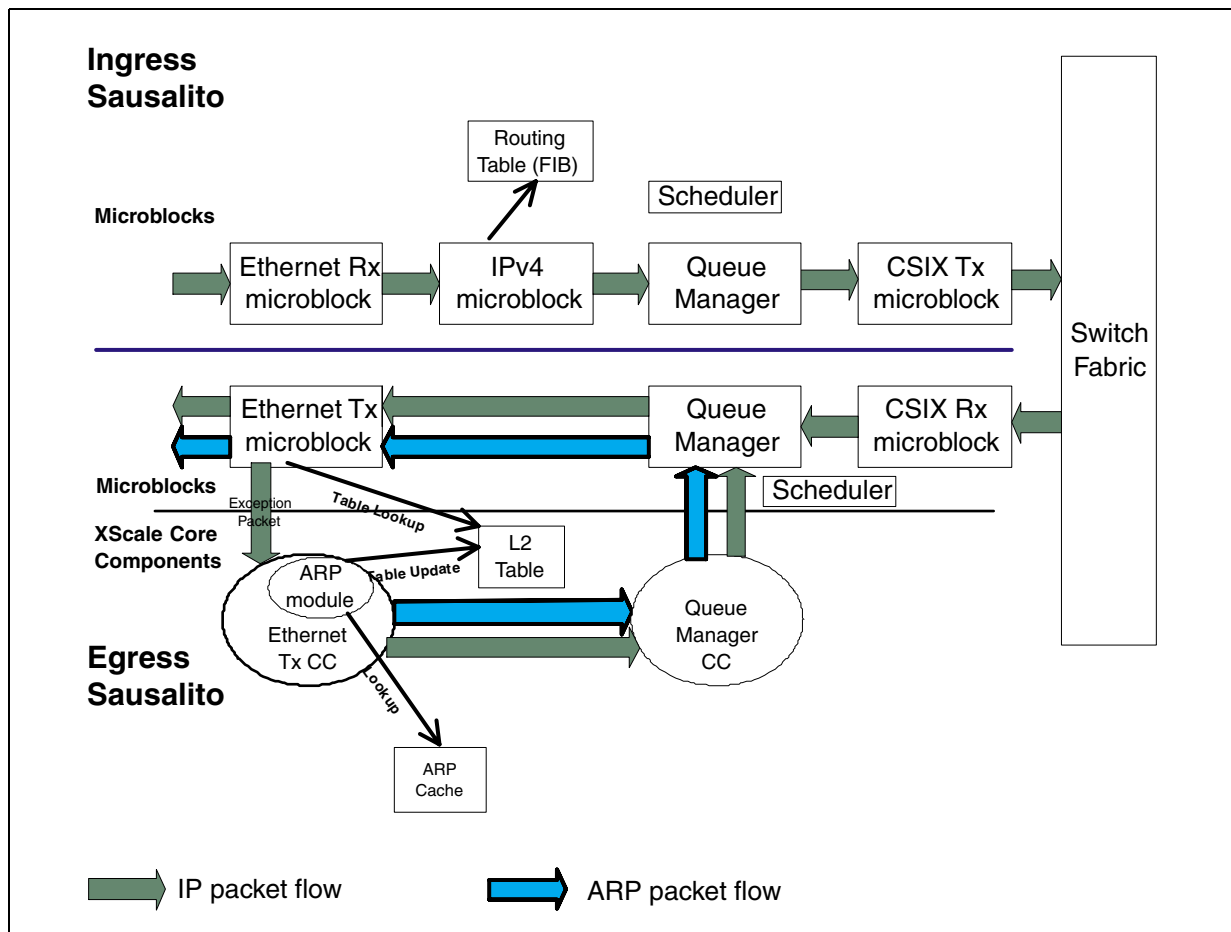 Ingress
Sausalito
Routing
Table (FIB)
Scheduler
Microblocks
Ethernet Rx
microblock
IPv4
microblock
Queue
Manager
CSIX Tx
microblock
Switch
Fabric
Ethernet Tx
microblock
Queue
Manager
CSIX Rx
microblock
Microblocks
Exception
Packet
Table Lookup
Scheduler
XScale Core
Components
L2
Table
Table Update
ARP
module
Ethernet
Tx CC
Queue
Manager
CC
Egress
Sausalito
Lookup
ARP
Cache
IP packet flow
ARP packet flow